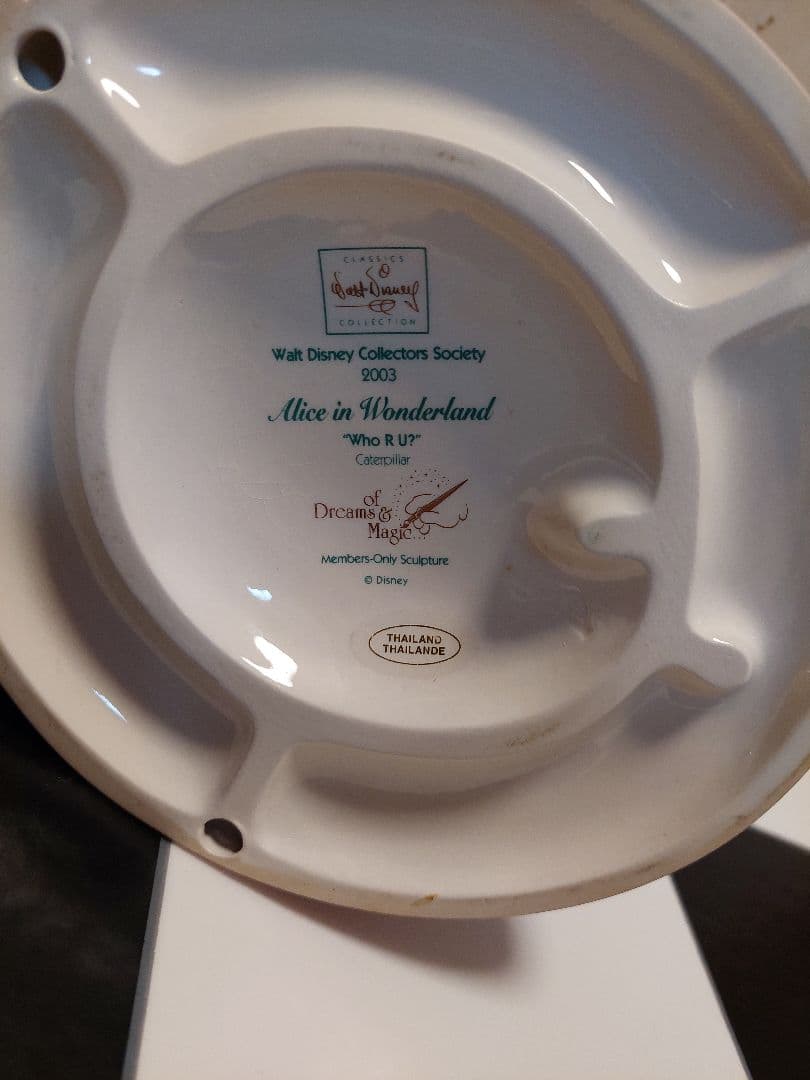 CLASSICS
Walt Disney
COLLECTION
Walt Disney Collectors Society
2003
Alice in Wonderland
"Who R U?"
Caterpillar
of
Dreams &
Magic...
Members-Only Sculpture
© Disney
THAILAND
THAILANDE